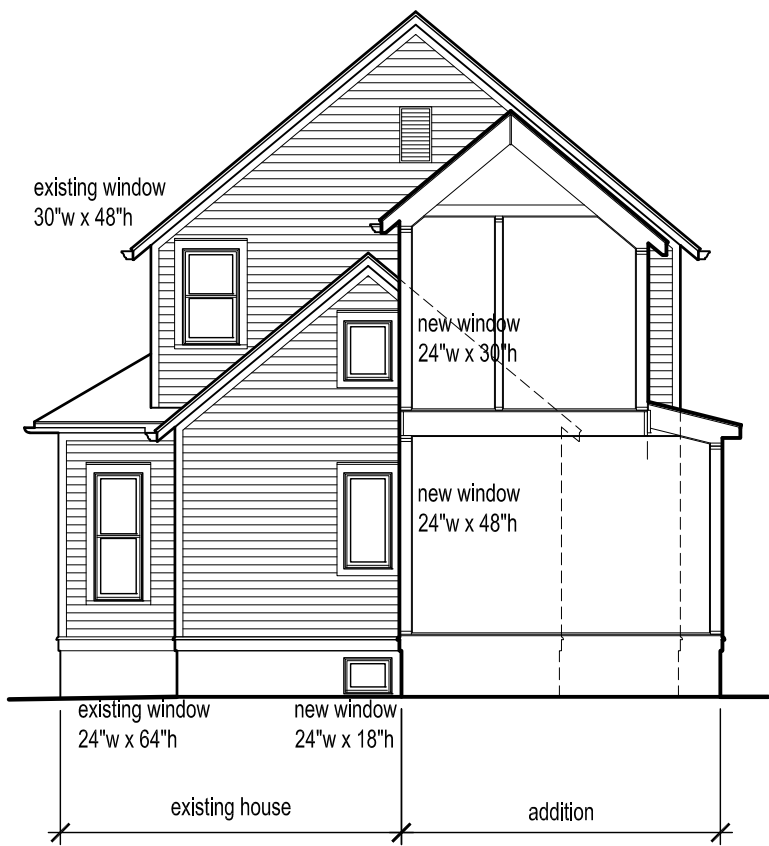 existing window
30"w x 48"h
new window
24"w x 30"h
new window
24"w x 48"h
existing window
24"w x 64"h
new window
24"w x 18"h
existing house
addition